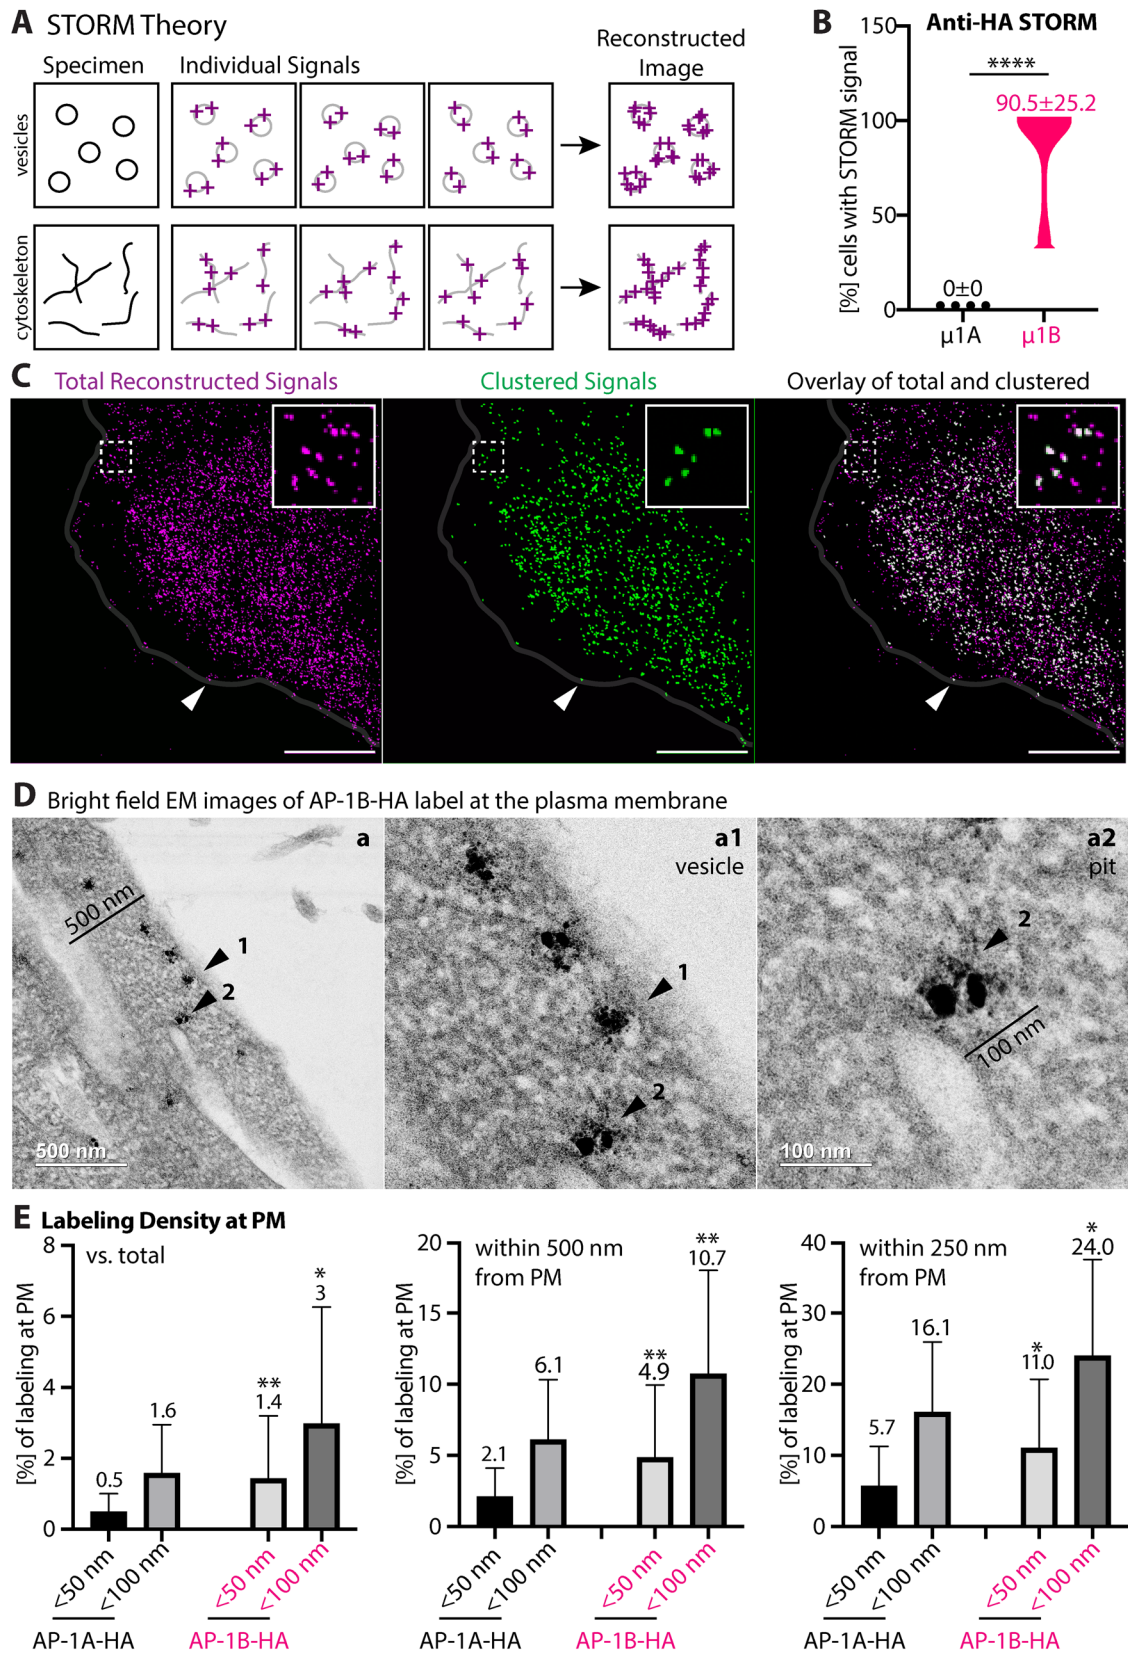 A STORM Theory
Specimen
Individual Signals
Reconstructed
Image
vesicles
cytoskeleton
B
Anti-HA STORM
[%] cells with STORM signal
150
100
50
0
****
90.5±25.2
0±0
µ1A
µ1B
C
Total Reconstructed Signals
Clustered Signals
Overlay of total and clustered
D Bright field EM images of AP-1B-HA label at the plasma membrane
a
500 nm
1
2
500 nm
a1
vesicle
1
2
a2
pit
2
100 nm
100 nm
E Labeling Density at PM
vs. total
[%] of labeling at PM
8
6
4
2
0
0.5
1.6
**
1.4
*
3
<50 nm
<100 nm
<50 nm
<100 nm
AP-1A-HA
AP-1B-HA
within 500 nm
from PM
[%] of labeling at PM
20
15
10
5
0
2.1
6.1
**
4.9
**
10.7
<50 nm
<100 nm
<50 nm
<100 nm
AP-1A-HA
AP-1B-HA
within 250 nm
from PM
[%] of labeling at PM
40
30
20
10
0
5.7
16.1
*
11.0
*
24.0
<50 nm
<100 nm
<50 nm
<100 nm
AP-1A-HA
AP-1B-HA